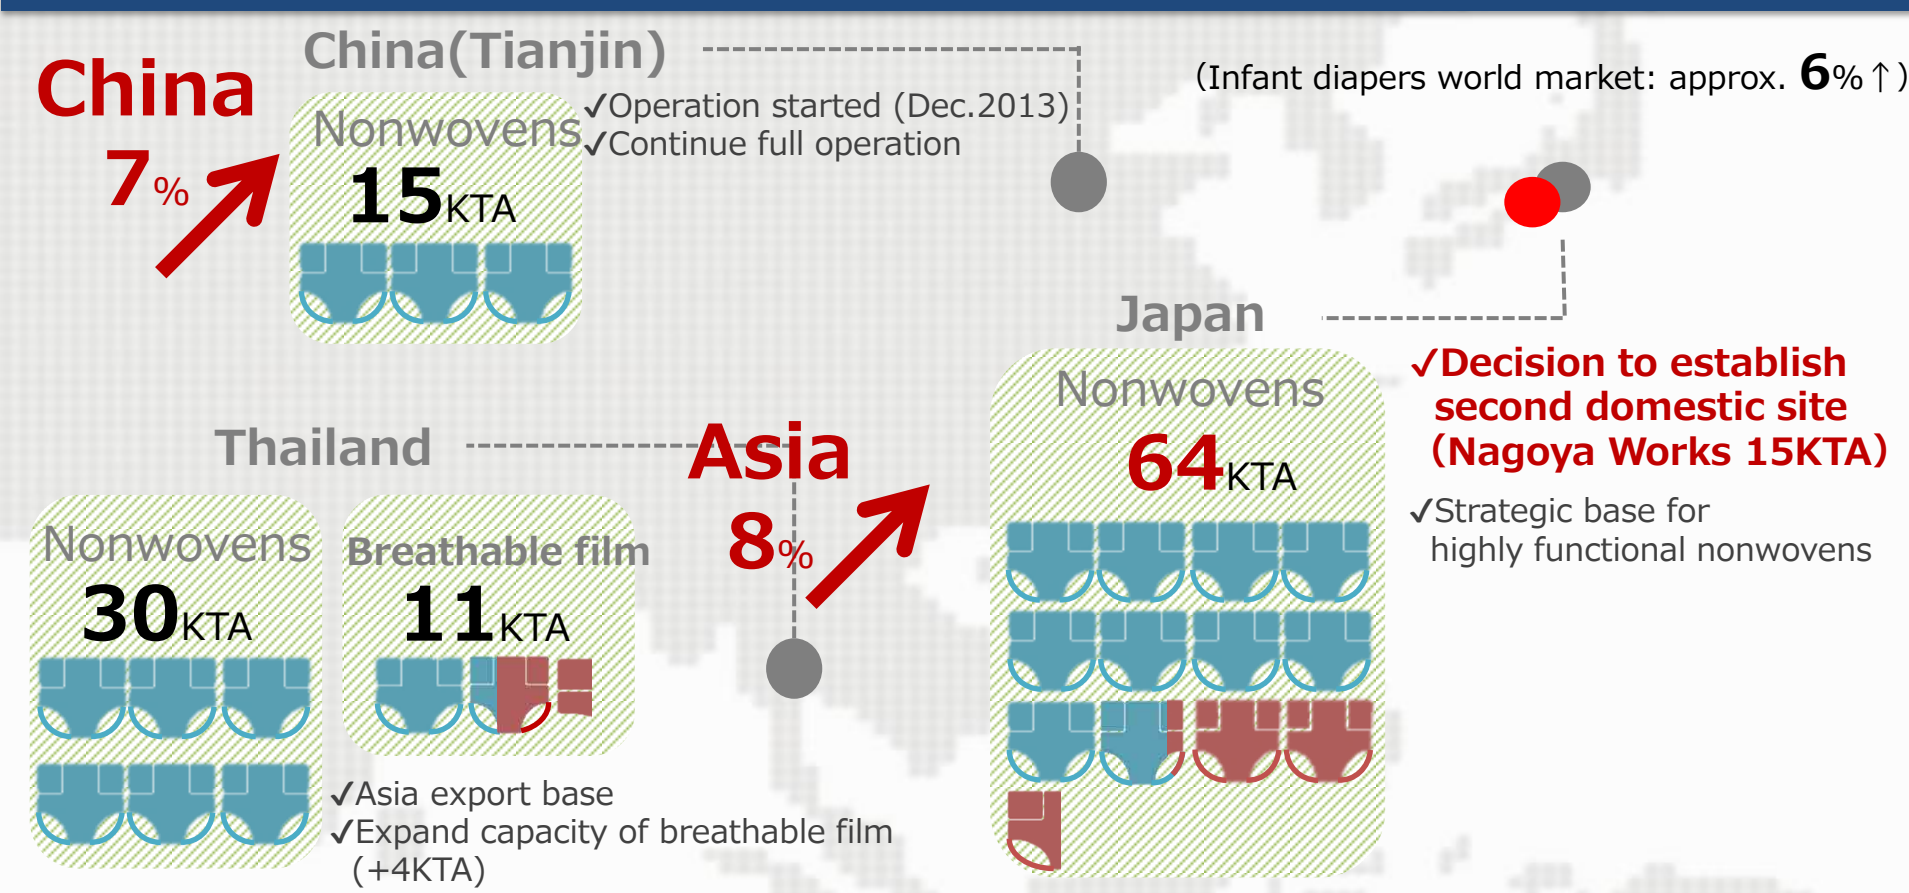 China
7%
China(Tianjin)
Nonwovens
15KTA
✓Operation started (Dec.2013)
✓Continue full operation
(Infant diapers world market: approx. 6%↑)
Japan
Nonwovens
64KTA
✓Decision to establish
second domestic site
(Nagoya Works 15KTA)
✓Strategic base for
highly functional nonwovens
Asia
8%
Thailand
Nonwovens
30KTA
Breathable film
11KTA
✓Asia export base
✓Expand capacity of breathable film
(+4KTA)